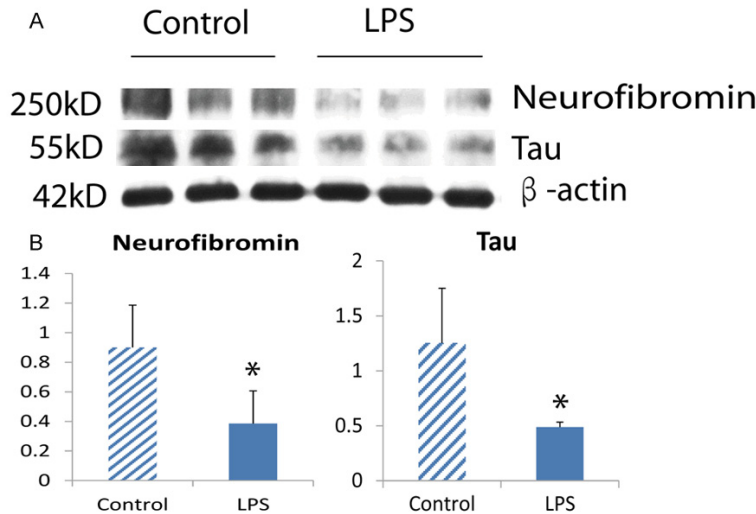 A
Control LPS
250kD Neurofibromin
55kD Tau
42kD β -actin
B
Neurofibromin Tau
1.4
1.2
1
0.8
0.6
0.4
0.2
0
*
Control LPS
2
1.5
1
0.5
0
*
Control LPS